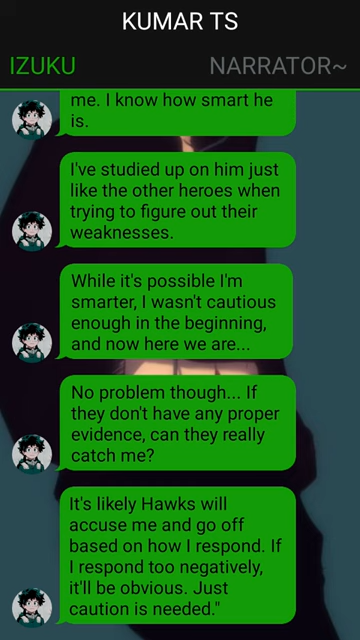 KUMAR TS
IZUKU
NARRATOR~
me. I know how smart he
is.
I've studied up on him just
like the other heroes when
trying to figure out their
weaknesses.
While it's possible I'm
smarter, I wasn't cautious
enough in the beginning,
and now here we are...
No problem though... If
they don't have any proper
evidence, can they really
catch me?
It's likely Hawks will
accuse me and go off
based on how I respond. If
I respond too negatively,
it'll be obvious. Just
caution is needed."